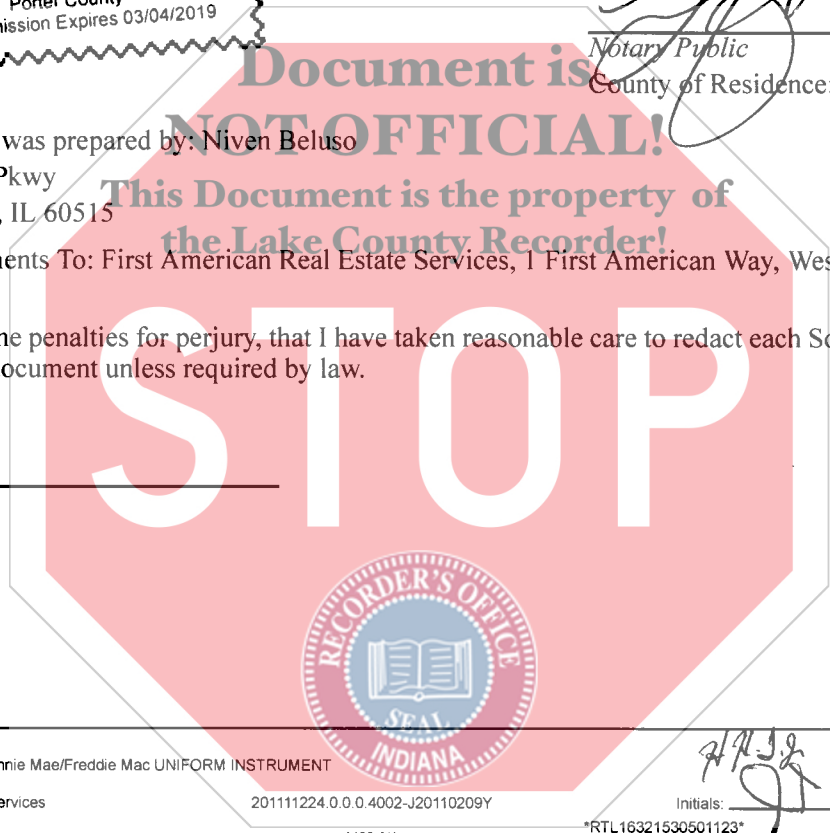 Porter County
ission Expires 03/04/2019
Notary Public
County of Residence:
Document is
NOT OFFICIAL!
This Document is the property of
the Lake County Recorder!
was prepared by: Niven Beluso
Pkwy
, IL 60515
ents To: First American Real Estate Services, 1 First American Way, Wes
he penalties for perjury, that I have taken reasonable care to redact each So
ocument unless required by law.
STOP
RECORDER'S OFFICE
SEAL
INDIANA
nnie Mae/Freddie Mac UNIFORM INSTRUMENT
ervices
201111224.0.0.0.4002-J20110209Y
Initials:
*RTL16321530501123*